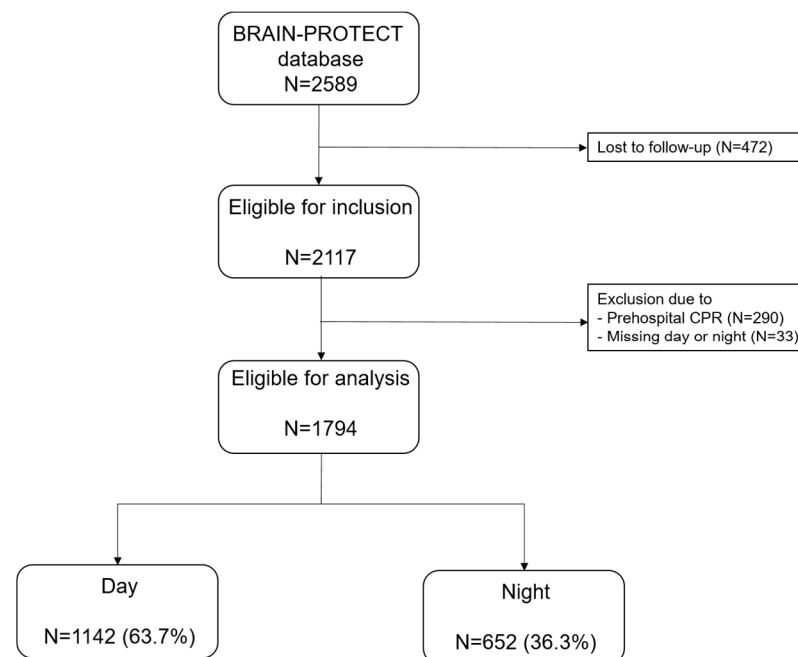 BRAIN-PROTECT
database
N=2589
Lost to follow-up (N=472)
Eligible for inclusion
N=2117
Exclusion due to
- Prehospital CPR (N=290)
- Missing day or night (N=33)
Eligible for analysis
N=1794
Day
N=1142 (63.7%)
Night
N=652 (36.3%)